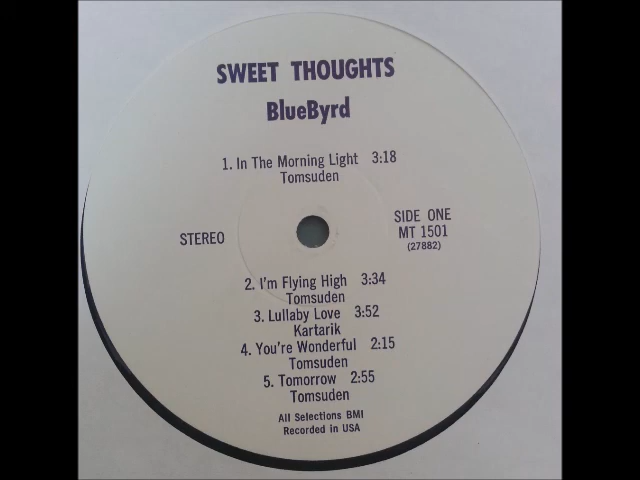 SWEET THOUGHTS
BlueByrd
1. In The Morning Light 3:18
Tomsuden
STEREO
SIDE ONE
MT 1501
(27882)
2. I'm Flying High 3:34
Tomsuden
3. Lullaby Love 3:52
Kartarik
4. You're Wonderful 2:15
Tomsuden
5. Tomorrow 2:55
Tomsuden
All Selections BMI
Recorded in USA